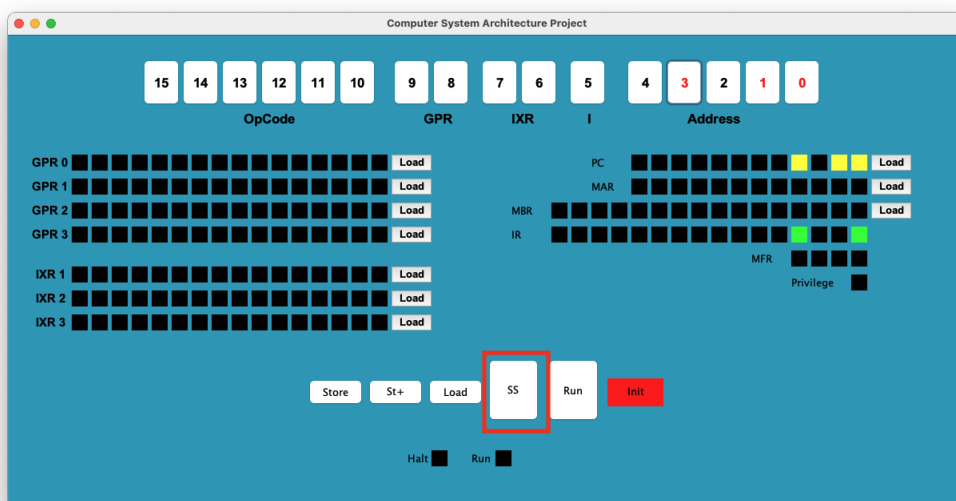 Computer System Architecture Project
15 14 13 12 11 10 9 8 7 6 5 4 3 2 1 0
OpCode GPR IXR I Address
GPR 0 Load PC Load
GPR 1 Load MAR Load
GPR 2 Load MBR Load
GPR 3 Load IR
MFR
IXR 1 Load
Privilege
IXR 2 Load
IXR 3 Load
Store St+ Load SS Run Init
Halt Run